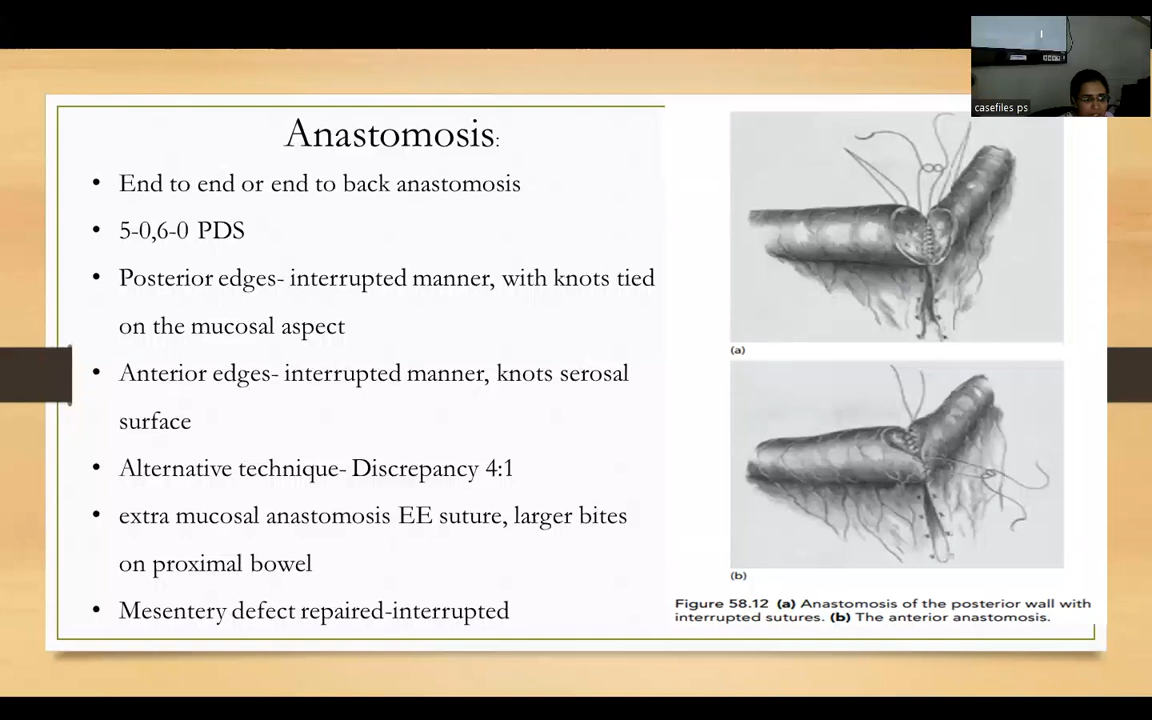 casefiles ps
Anastomosis:
• End to end or end to back anastomosis
• 5-0,6-0 PDS
• Posterior edges- interrupted manner, with knots tied
on the mucosal aspect
• Anterior edges- interrupted manner, knots serosal
surface
• Alternative technique- Discrepancy 4:1
• extra mucosal anastomosis EE suture, larger bites
on proximal bowel
• Mesentery defect repaired-interrupted
(a)
(b)
Figure 58.12 (a) Anastomosis of the posterior wall with
interrupted sutures. (b) The anterior anastomosis.